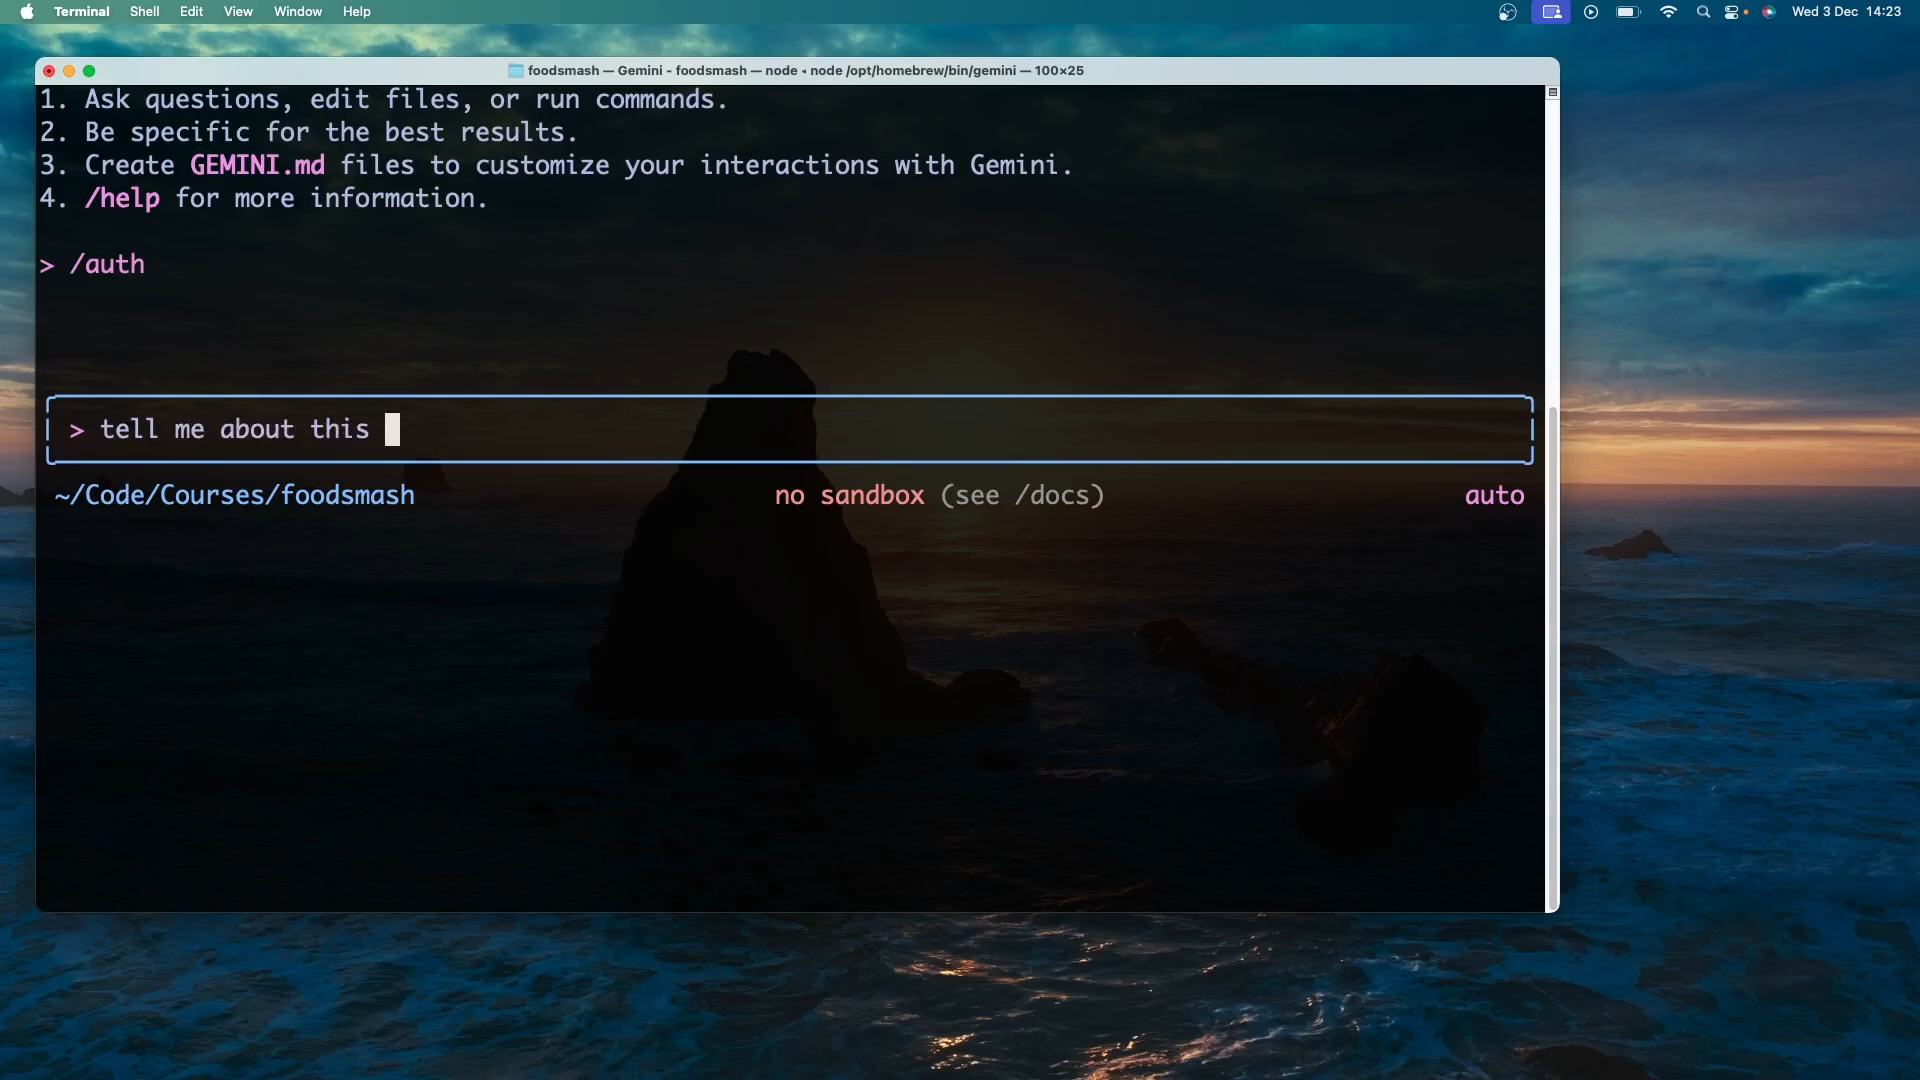 Terminal Shell Edit View Window Help Wed 3 Dec 14:23
foodsmash — Gemini - foodsmash — node ◂ node /opt/homebrew/bin/gemini — 100×25
1. Ask questions, edit files, or run commands.
2. Be specific for the best results.
3. Create GEMINI.md files to customize your interactions with Gemini.
4. /help for more information.
> /auth
> tell me about this
~/Code/Courses/foodsmash no sandbox (see /docs) auto